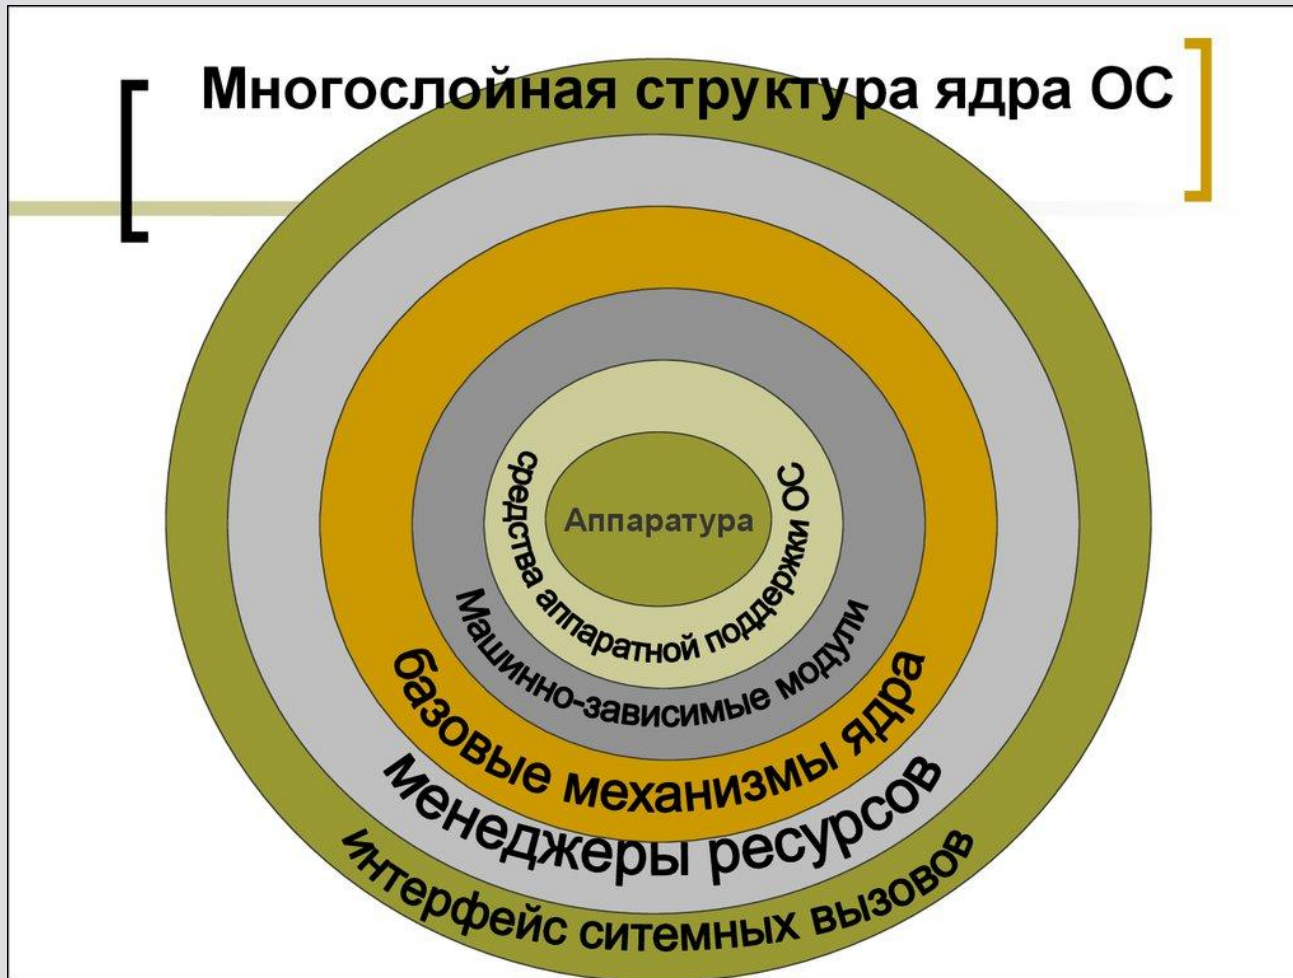 Многослойная структура ядра ОС
Аппаратура
средства аппаратной поддержки ОС
Машинно-зависимые модули
базовые механизмы ядра
менеджеры ресурсов
интерфейс ситемных вызовов